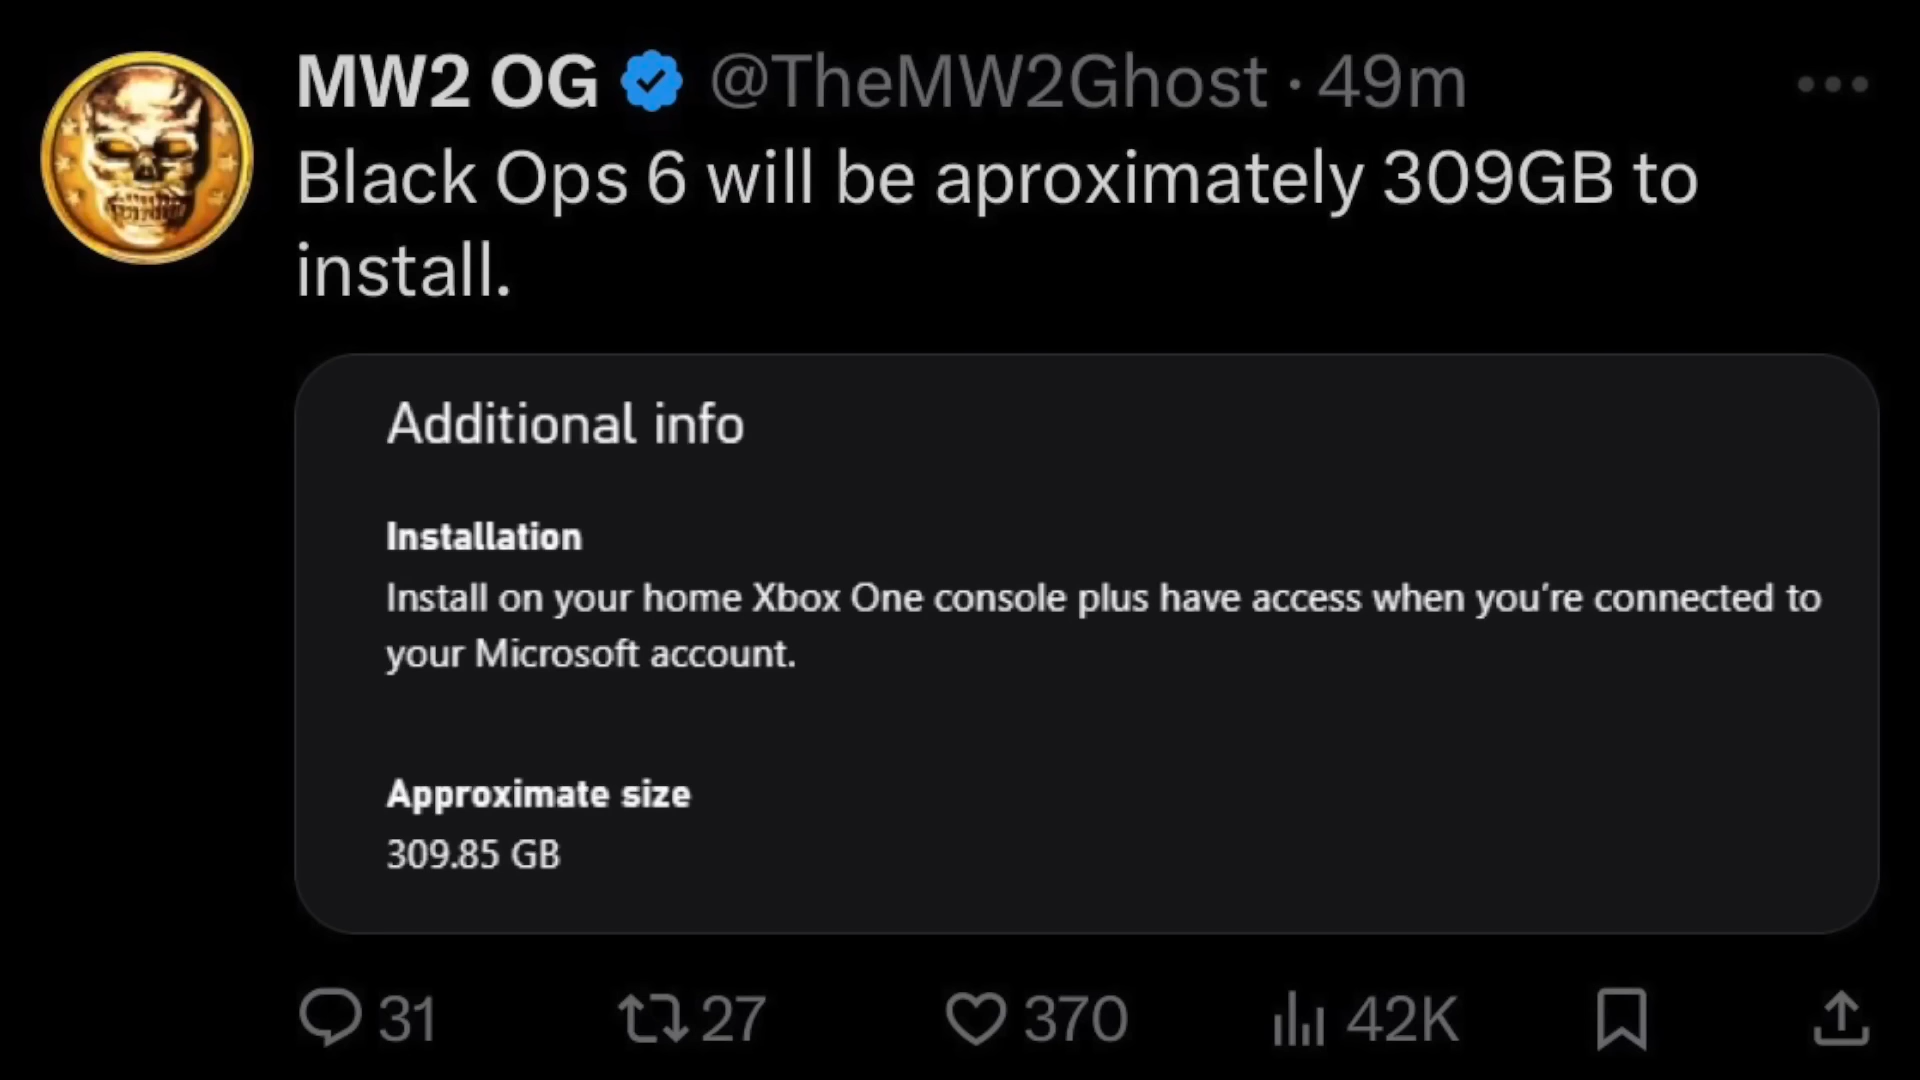 MW2 OG @TheMW2Ghost · 49m
Black Ops 6 will be aproximately 309GB to
install.
Additional info
Installation
Install on your home Xbox One console plus have access when you're connected to
your Microsoft account.
Approximate size
309.85 GB
31 27 370 42K